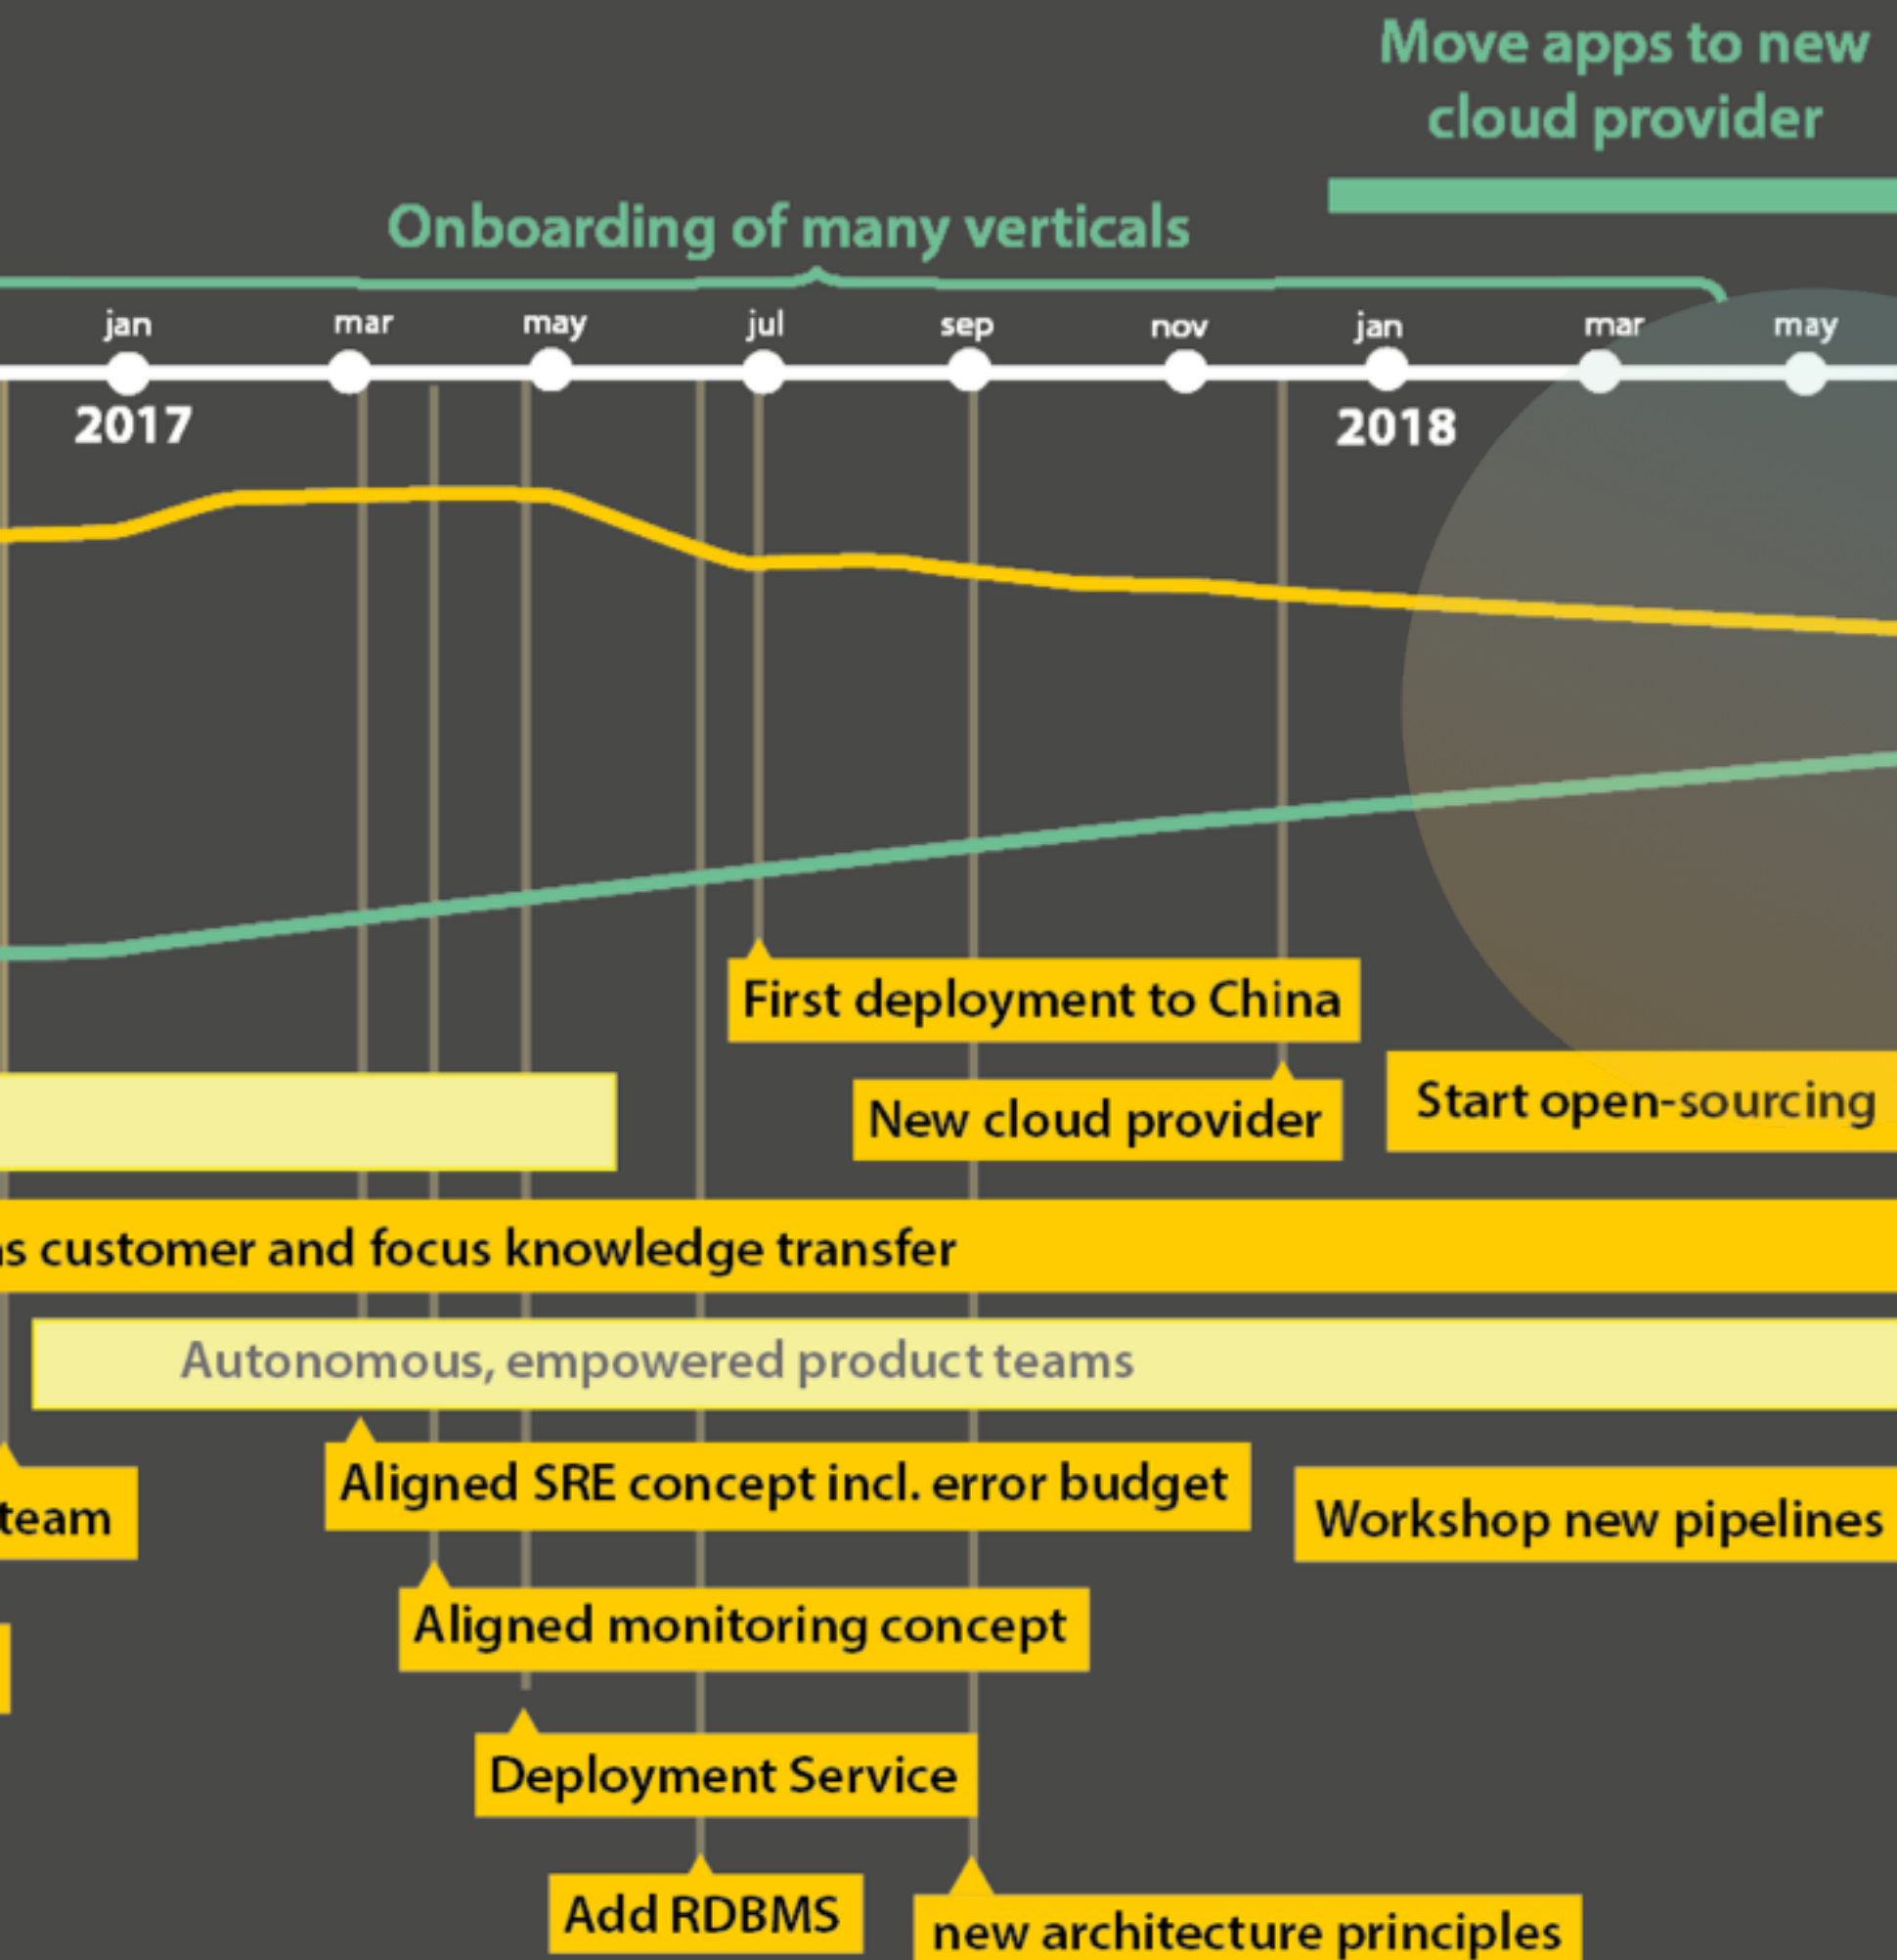 Move apps to new
cloud provider
Onboarding of many verticals
jan mar may jul sep nov jan mar may
2017 2018
First deployment to China
New cloud provider
Start open-sourcing
customer and focus knowledge transfer
Autonomous, empowered product teams
Aligned SRE concept incl. error budget
team
Workshop new pipelines
Aligned monitoring concept
Deployment Service
Add RDBMS
new architecture principles